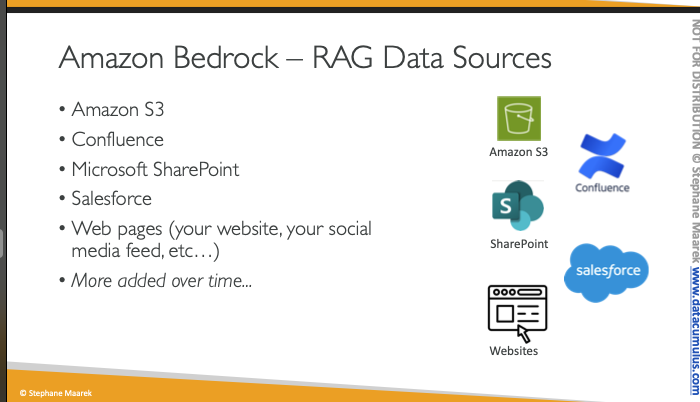 Amazon Bedrock – RAG Data Sources
• Amazon S3
• Confluence
• Microsoft SharePoint
• Salesforce
• Web pages (your website, your social
media feed, etc…)
• More added over time...
Amazon S3
Confluence
S
SharePoint
salesforce
Websites
© Stephane Maarek
NOT FOR DISTRIBUTION © Stephane Maarek www.datacumulus.com